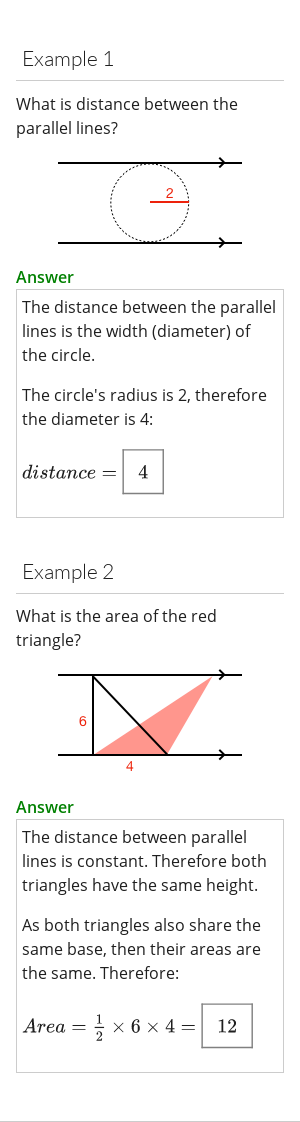 Example 1
What is distance between the
parallel lines?
2
Answer
The distance between the parallel
lines is the width (diameter) of
the circle.
The circle's radius is 2, therefore
the diameter is 4:
distance = 4
Example 2
What is the area of the red
triangle?
6
4
Answer
The distance between parallel
lines is constant. Therefore both
triangles have the same height.
As both triangles also share the
same base, then their areas are
the same. Therefore:
Area = 1/2 × 6 × 4 = 12